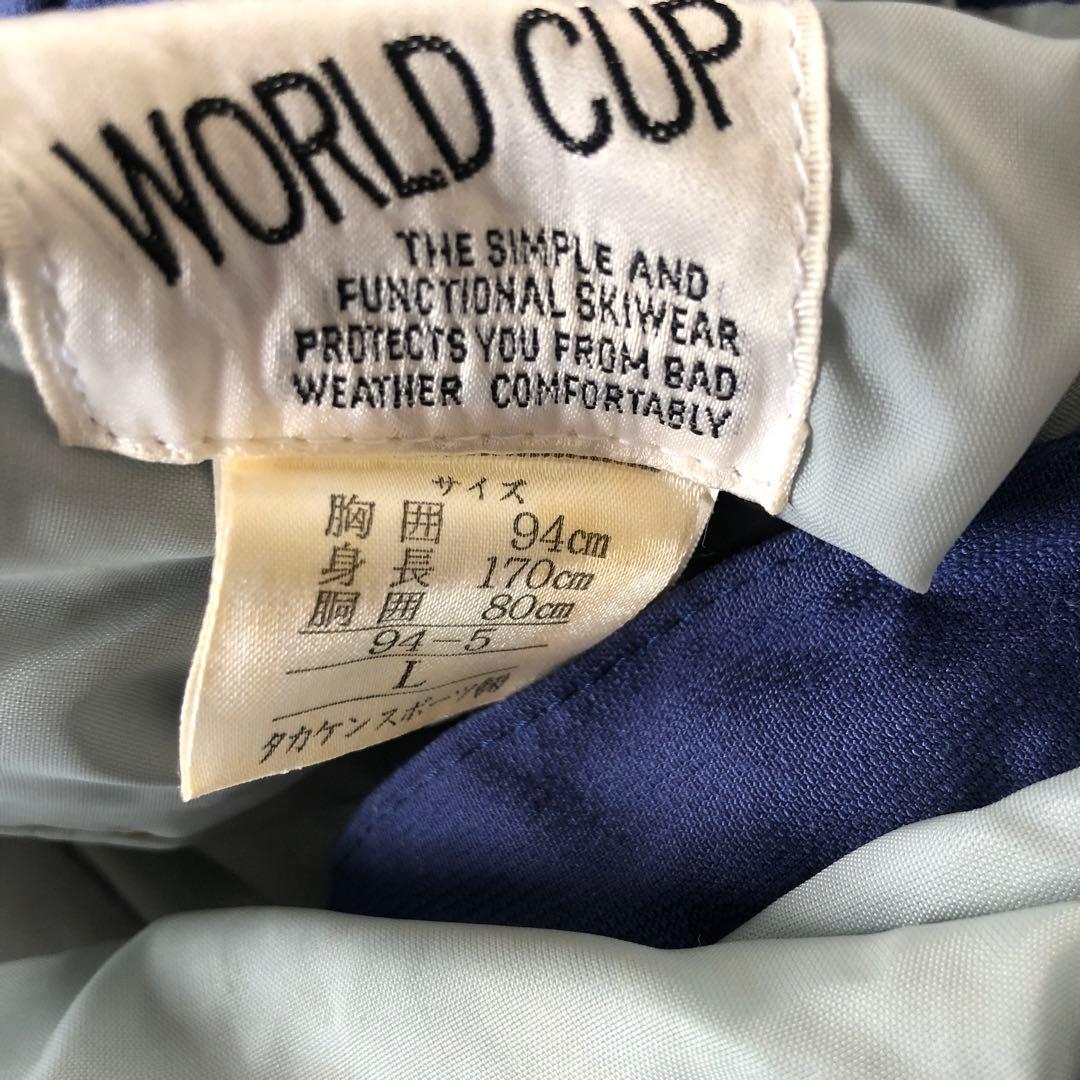 WORLD CUP
THE SIMPLE AND
FUNCTIONAL SKIWEAR
PROTECTS YOU FROM BAD
WEATHER COMFORTABLY
サイズ
胸 囲 94cm
身 長 170cm
胴 囲 80cm
94-5
L
タカケンスポーツ㈱